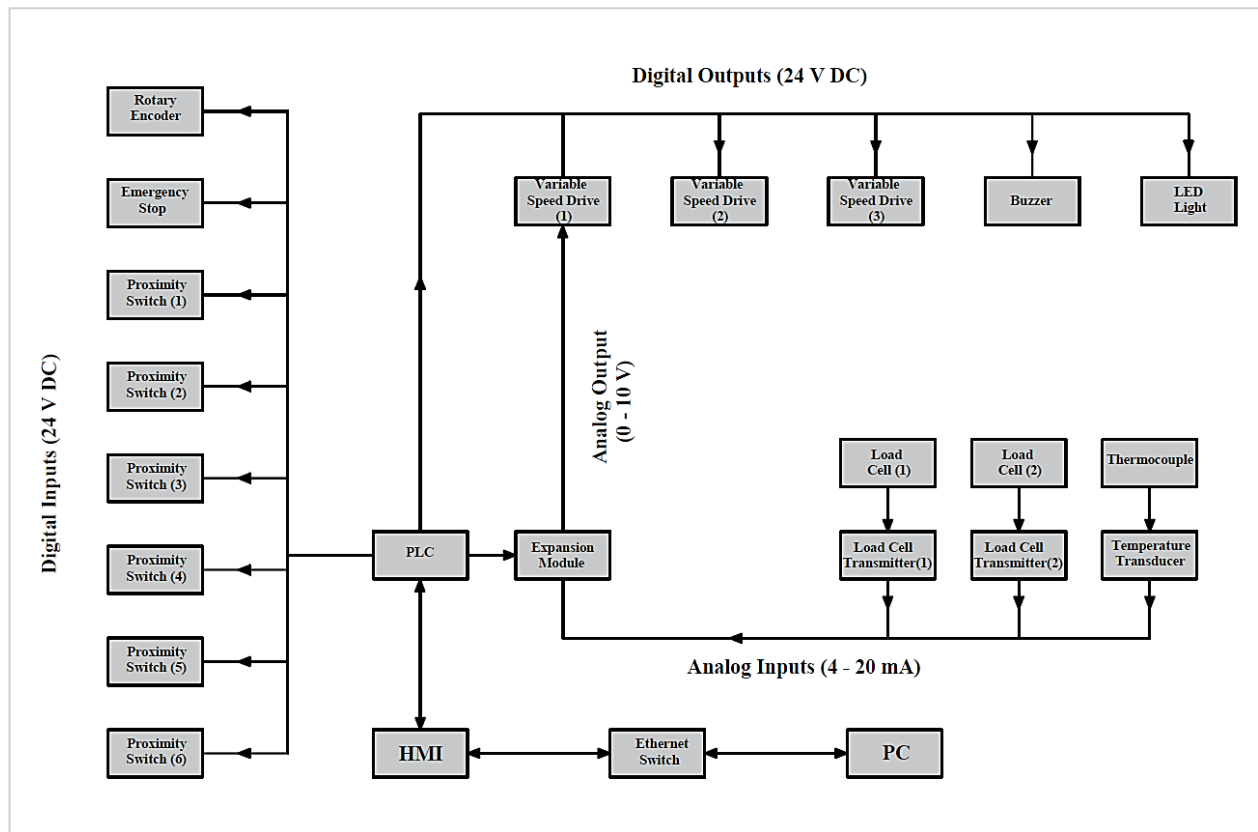 Digital Outputs (24 V DC)
Rotary
Encoder
Emergency
Stop
Variable
Speed Drive
(1)
Variable
Speed Drive
(2)
Variable
Speed Drive
(3)
Buzzer
LED
Light
Proximity
Switch (1)
Proximity
Switch (2)
Proximity
Switch (3)
Proximity
Switch (4)
Proximity
Switch (5)
Proximity
Switch (6)
Digital Inputs (24 V DC)
Analog Output
(0 - 10 V)
Load
Cell (1)
Load
Cell (2)
Thermocouple
PLC
Expansion
Module
Load Cell
Transmitter(1)
Load Cell
Transmitter(2)
Temperature
Transducer
Analog Inputs (4 - 20 mA)
HMI
Ethernet
Switch
PC